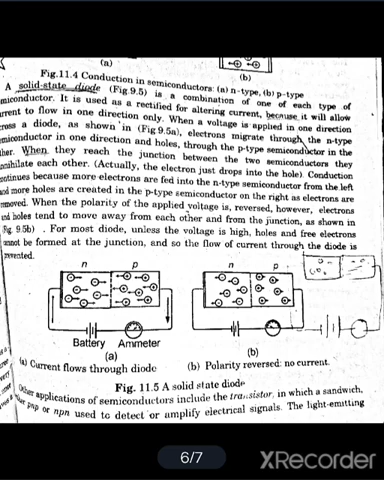 (a)
(b)
Fig.11.4 Conduction in semiconductors: (a) n-type, (b) p-type
A solid-state diode (Fig.9.5) is a combination of one of each type of
semiconductor. It is used as a rectified for altering current, because it will allow
current to flow in one direction only. When a voltage is applied in one direction
across a diode, as shown in (Fig 9.5a), electrons migrate through the n-type
semiconductor in one direction and holes, through the p-type semiconductor in the
other. When they reach the junction between the two semiconductors they
annihilate each other. (Actually, the electron just drops into the hole). Conduction
continues because more electrons are fed into the n-type semiconductor from the left
and more holes are created in the p-type semiconductor on the right as electrons are
removed. When the polarity of the applied voltage is, reversed, however, electrons
and holes tend to move away from each other and from the junction, as shown in
(Fig. 9.5b) . For most diode, unless the voltage is high, holes and free electrons
cannot be formed at the junction, and so the flow of current through the diode is
prevented.
n p n p
Battery Ammeter
(a) (b)
(a) Current flows through diode (b) Polarity reversed: no current.
Fig. 11.5 A solid state diode
Other applications of semiconductors include the transistor, in which a sandwich,
pnp or npn used to detect or amplify electrical signals. The light-emitting
6/7
XRecorder